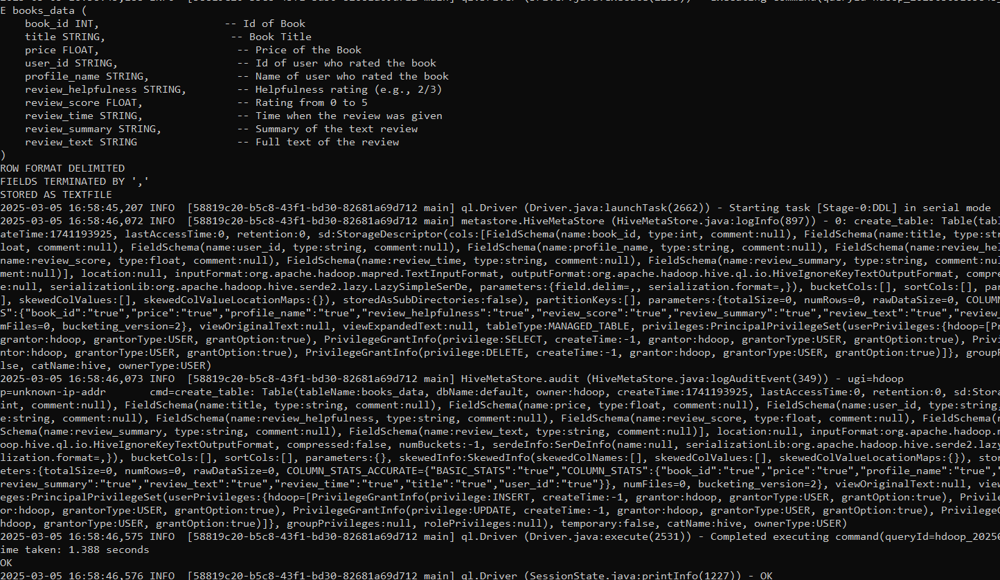 E books_data (
    book_id INT,                    -- Id of Book
    title STRING,                    -- Book Title
    price FLOAT,                      -- Price of the Book
    user_id STRING,                   -- Id of user who rated the book
    profile_name STRING,              -- Name of user who rated the book
    review_helpfulness STRING,        -- Helpfulness rating (e.g., 2/3)
    review_score FLOAT,               -- Rating from 0 to 5
    review_time STRING,               -- Time when the review was given
    review_summary STRING,            -- Summary of the text review
    review_text STRING                -- Full text of the review
)
ROW FORMAT DELIMITED
FIELDS TERMINATED BY ','
STORED AS TEXTFILE
2025-03-05 16:58:45,207 INFO  [58819c20-b5c8-43f1-bd30-82681a69d712 main] ql.Driver (Driver.java:launchTask(2662)) - Starting task [Stage-0:DDL] in serial mode
2025-03-05 16:58:46,072 INFO  [58819c20-b5c8-43f1-bd30-82681a69d712 main] metastore.HiveMetaStore (HiveMetaStore.java:logInfo(897)) - 0: create_table: Table(tabl
ateTime:1741193925, lastAccessTime:0, retention:0, sd:StorageDescriptor(cols:[FieldSchema(name:book_id, type:int, comment:null), FieldSchema(name:title, type:str
loat, comment:null), FieldSchema(name:user_id, type:string, comment:null), FieldSchema(name:profile_name, type:string, comment:null), FieldSchema(name:review_hel
name:review_score, type:float, comment:null), FieldSchema(name:review_time, type:string, comment:null), FieldSchema(name:review_summary, type:string, comment:nul
ment:null)], location:null, inputFormat:org.apache.hadoop.mapred.TextInputFormat, outputFormat:org.apache.hadoop.hive.ql.io.HiveIgnoreKeyTextOutputFormat, compre
e:null, serializationLib:org.apache.hadoop.hive.serde2.lazy.LazySimpleSerDe, parameters:{field.delim=,, serialization.format=,}), bucketCols:[], sortCols:[], par
], skewedColValues:[], skewedColValueLocationMaps:{}), storedAsSubDirectories:false), partitionKeys:[], parameters:{totalSize=0, numRows=0, rawDataSize=0, COLUMN
S":{"book_id":"true","price":"true","profile_name":"true","review_helpfulness":"true","review_score":"true","review_summary":"true","review_text":"true","review_
mFiles=0, bucketing_version=2}, viewOriginalText:null, viewExpandedText:null, tableType:MANAGED_TABLE, privileges:PrincipalPrivilegeSet(userPrivileges:{hdoop=[Pr
grantor:hdoop, grantorType:USER, grantOption:true), PrivilegeGrantInfo(privilege:SELECT, createTime:-1, grantor:hdoop, grantorType:USER, grantOption:true), Privi
ntor:hdoop, grantorType:USER, grantOption:true), PrivilegeGrantInfo(privilege:DELETE, createTime:-1, grantor:hdoop, grantorType:USER, grantOption:true)]}, groupP
lse, catName:hive, ownerType:USER)
2025-03-05 16:58:46,073 INFO  [58819c20-b5c8-43f1-bd30-82681a69d712 main] HiveMetaStore.audit (HiveMetaStore.java:logAuditEvent(349)) - ugi=hdoop
p=unknown-ip-addr      cmd=create_table: Table(tableName:books_data, dbName:default, owner:hdoop, createTime:1741193925, lastAccessTime:0, retention:0, sd:Stora
int, comment:null), FieldSchema(name:title, type:string, comment:null), FieldSchema(name:price, type:float, comment:null), FieldSchema(name:user_id, type:string,
e:string, comment:null), FieldSchema(name:review_helpfulness, type:string, comment:null), FieldSchema(name:review_score, type:float, comment:null), FieldSchema(n
Schema(name:review_summary, type:string, comment:null), FieldSchema(name:review_text, type:string, comment:null)], location:null, inputFormat:org.apache.hadoop.m
oop.hive.ql.io.HiveIgnoreKeyTextOutputFormat, compressed:false, numBuckets:-1, serdeInfo:SerDeInfo(name:null, serializationLib:org.apache.hadoop.hive.serde2.lazy
lization.format=,}), bucketCols:[], sortCols:[], parameters:{}, skewedInfo:SkewedInfo(skewedColNames:[], skewedColValues:[], skewedColValueLocationMaps:{}), stor
eters:{totalSize=0, numRows=0, rawDataSize=0, COLUMN_STATS_ACCURATE={"BASIC_STATS":"true","COLUMN_STATS":{"book_id":"true","price":"true","profile_name":"true","
review_summary":"true","review_text":"true","review_time":"true","title":"true","user_id":"true"}}, numFiles=0, bucketing_version=2}, viewOriginalText:null, view
eges:PrincipalPrivilegeSet(userPrivileges:{hdoop=[PrivilegeGrantInfo(privilege:INSERT, createTime:-1, grantor:hdoop, grantorType:USER, grantOption:true), Privile
or:hdoop, grantorType:USER, grantOption:true), PrivilegeGrantInfo(privilege:UPDATE, createTime:-1, grantor:hdoop, grantorType:USER, grantOption:true), PrivilegeG
hdoop, grantorType:USER, grantOption:true)]}, groupPrivileges:null, rolePrivileges:null), temporary:false, catName:hive, ownerType:USER)
2025-03-05 16:58:46,575 INFO  [58819c20-b5c8-43f1-bd30-82681a69d712 main] ql.Driver (Driver.java:execute(2531)) - Completed executing command(queryId=hdoop_20250
ime taken: 1.388 seconds
OK
2025-03-05 16:58:46,576 INFO  [58819c20-b5c8-43f1-bd30-82681a69d712 main] ql.Driver (SessionState.java:printInfo(1227)) - OK